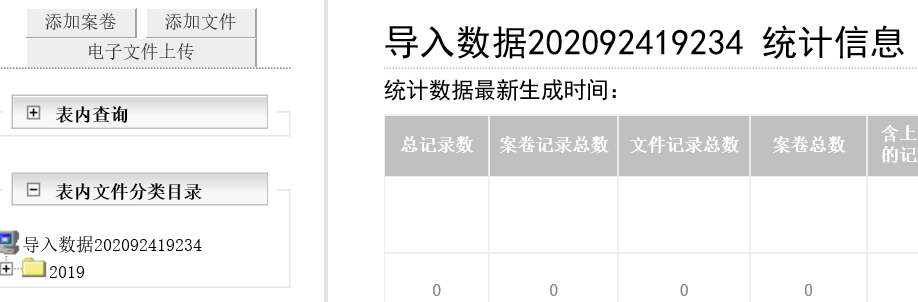 添加案卷 添加文件
电子文件上传
表内查询
表内文件分类目录
导入数据202092419234
2019
导入数据202092419234 统计信息
统计数据最新生成时间：
总记录数 案卷记录总数 文件记录总数 案卷总数 含上
的记
0 0 0 0